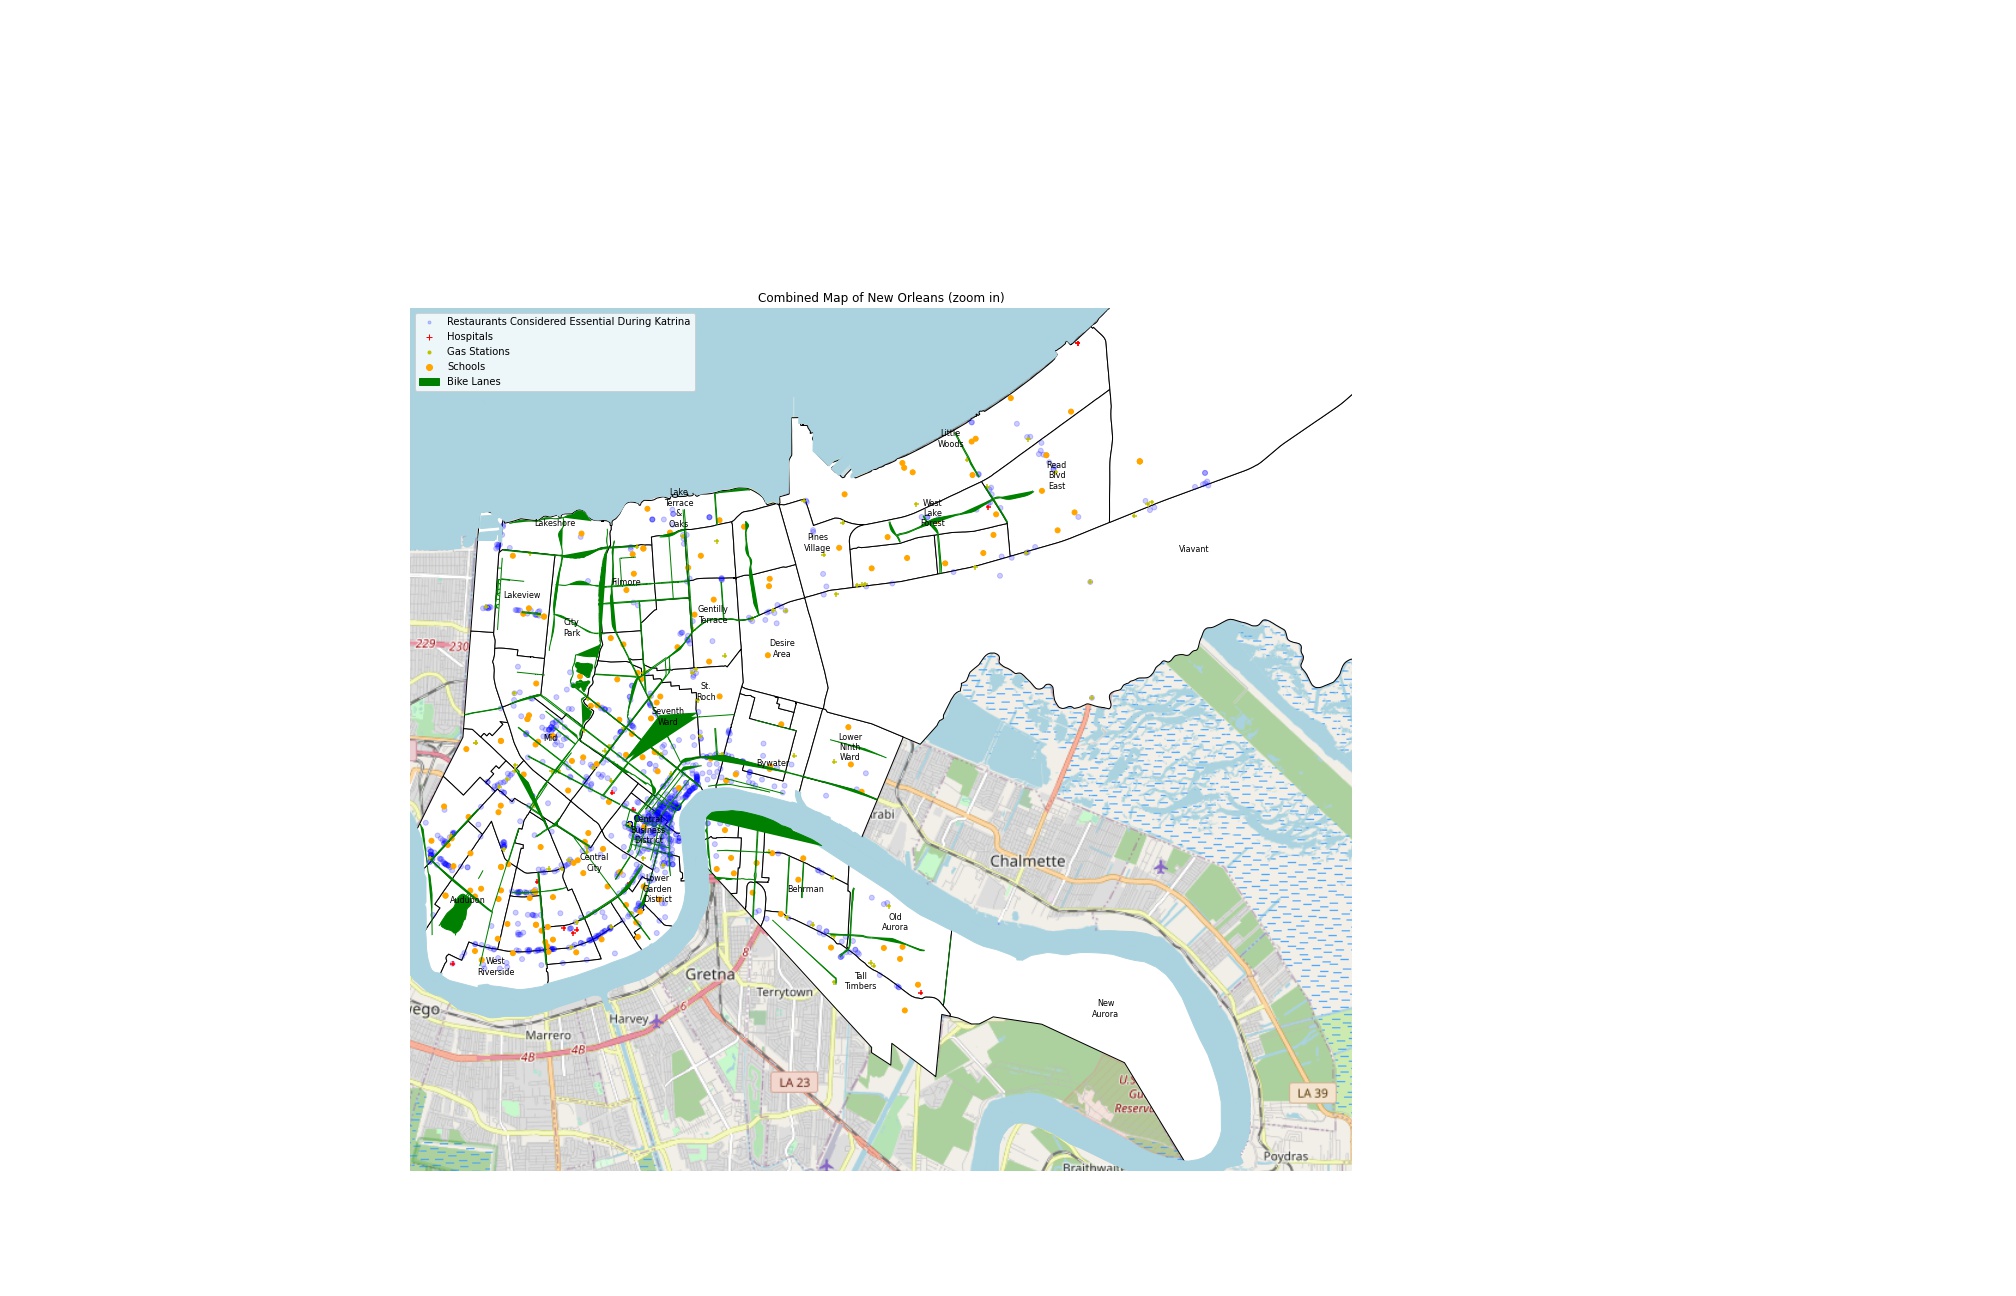 Combined Map of New Orleans (zoom in)
Restaurants Considered Essential During Katrina
Hospitals
Gas Stations
Schools
Bike Lanes
Little
Woods
Read
Blvd
East
West
Lake
Forest
Lake
Terrace
&
Oaks
Lakeshore
Pines
Village
Viavant
Filmore
Lakeview
Gentilly
Terrace
City
Park
229
230
Desire
Area
St.
Roch
Seventh
Ward
Mid
Lower
Ninth
Ward
Bywater
Central
Business
District
rabi
Chalmette
Central
City
Lower
Garden
District
Behrman
Audubon
Old
Aurora
8
West
Riverside
Gretna
Tall
Timbers
Terrytown
6
New
Aurora
ego
Harvey
Marrero
4B
4B
LA 23
U.S
Gu
Reserva
LA 39
Poydras
Braithwai